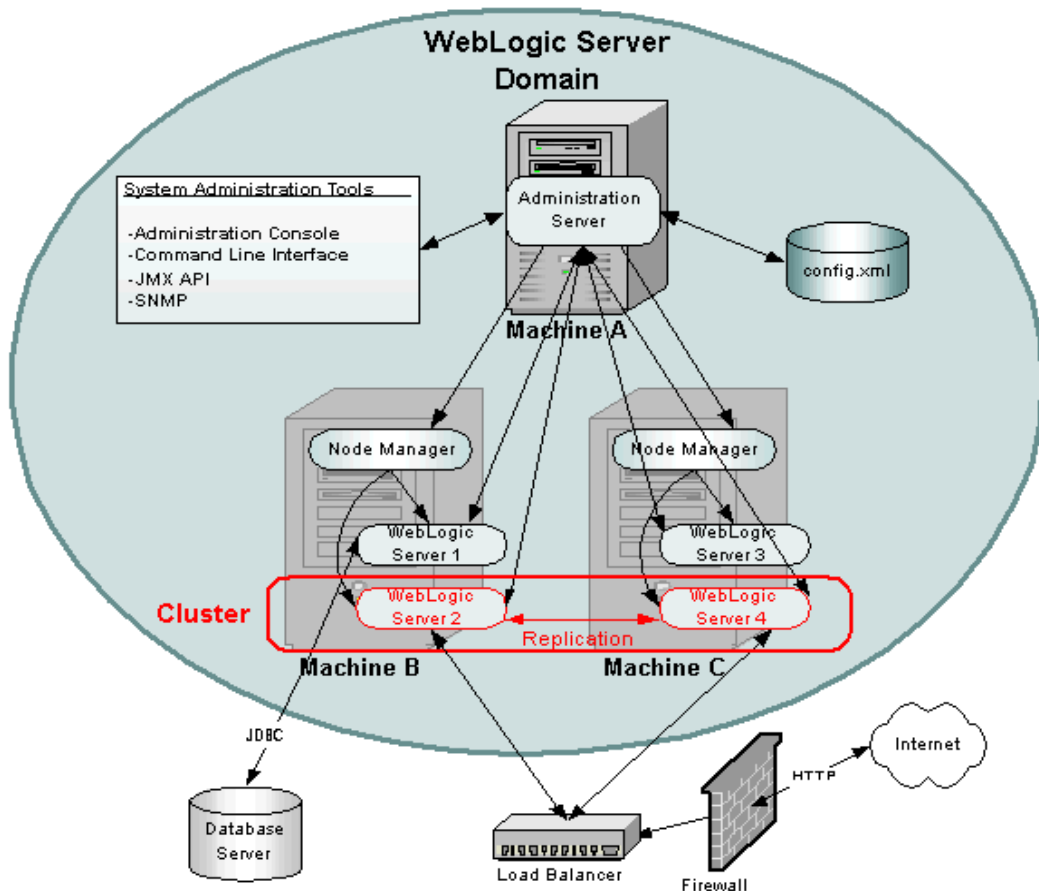 WebLogic Server
Domain
System Administration Tools
-Administration Console
-Command Line Interface
-JMX API
-SNMP
Administration
Server
config.xml
Machine A
Node Manager
Node Manager
WebLogic
Server 1
WebLogic
Server 3
Cluster
WebLogic
Server 2
WebLogic
Server 4
Replication
Machine B
Machine C
JDBC
Internet
HTTP
Database
Server
Load Balancer
Firewall